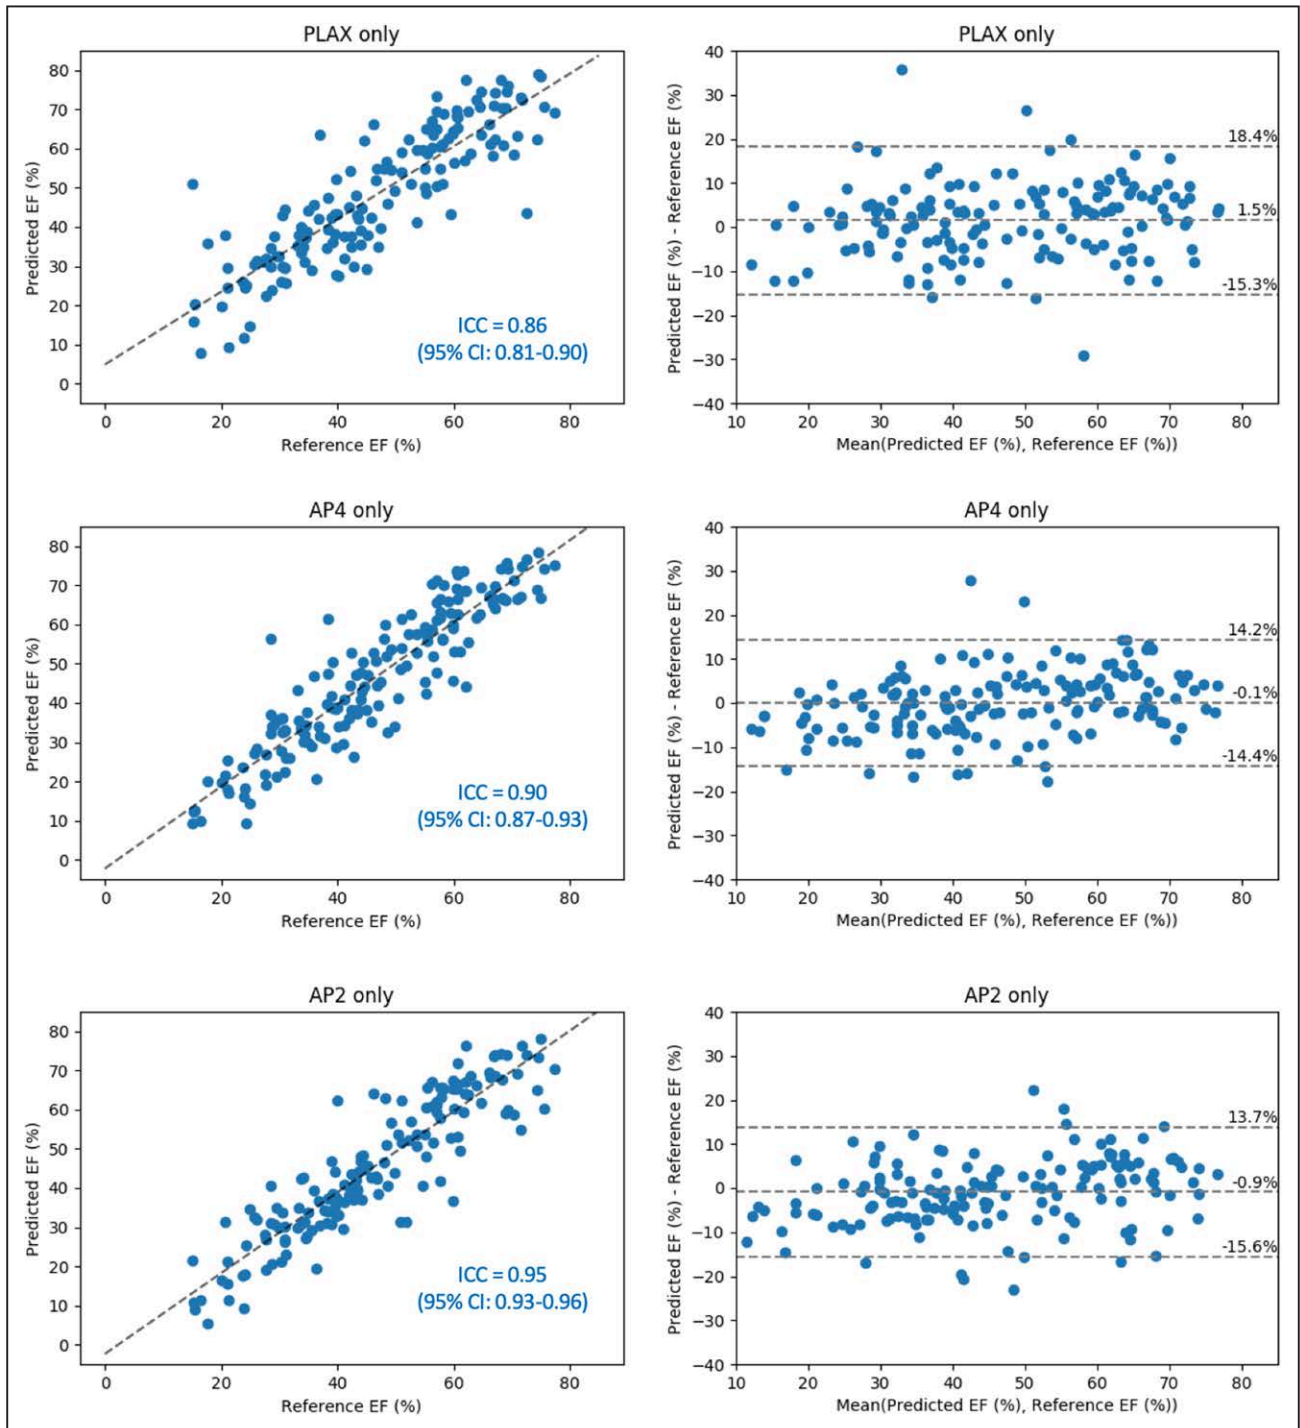 PLAX only
80
70
60
50
40
30
20
10
0
Predicted EF (%)
ICC = 0.86
(95% CI: 0.81-0.90)
0 20 40 60 80
Reference EF (%)
PLAX only
40
30
20
10
0
−10
−20
−30
−40
Predicted EF (%) - Reference EF (%)
18.4%
1.5%
-15.3%
10 20 30 40 50 60 70 80
Mean(Predicted EF (%), Reference EF (%))
AP4 only
80
70
60
50
40
30
20
10
0
Predicted EF (%)
ICC = 0.90
(95% CI: 0.87-0.93)
0 20 40 60 80
Reference EF (%)
AP4 only
40
30
20
10
0
−10
−20
−30
−40
Predicted EF (%) - Reference EF (%)
14.2%
-0.1%
-14.4%
10 20 30 40 50 60 70 80
Mean(Predicted EF (%), Reference EF (%))
AP2 only
80
70
60
50
40
30
20
10
0
Predicted EF (%)
ICC = 0.95
(95% CI: 0.93-0.96)
0 20 40 60 80
Reference EF (%)
AP2 only
40
30
20
10
0
−10
−20
−30
−40
Predicted EF (%) - Reference EF (%)
13.7%
-0.9%
-15.6%
10 20 30 40 50 60 70 80
Mean(Predicted EF (%), Reference EF (%))